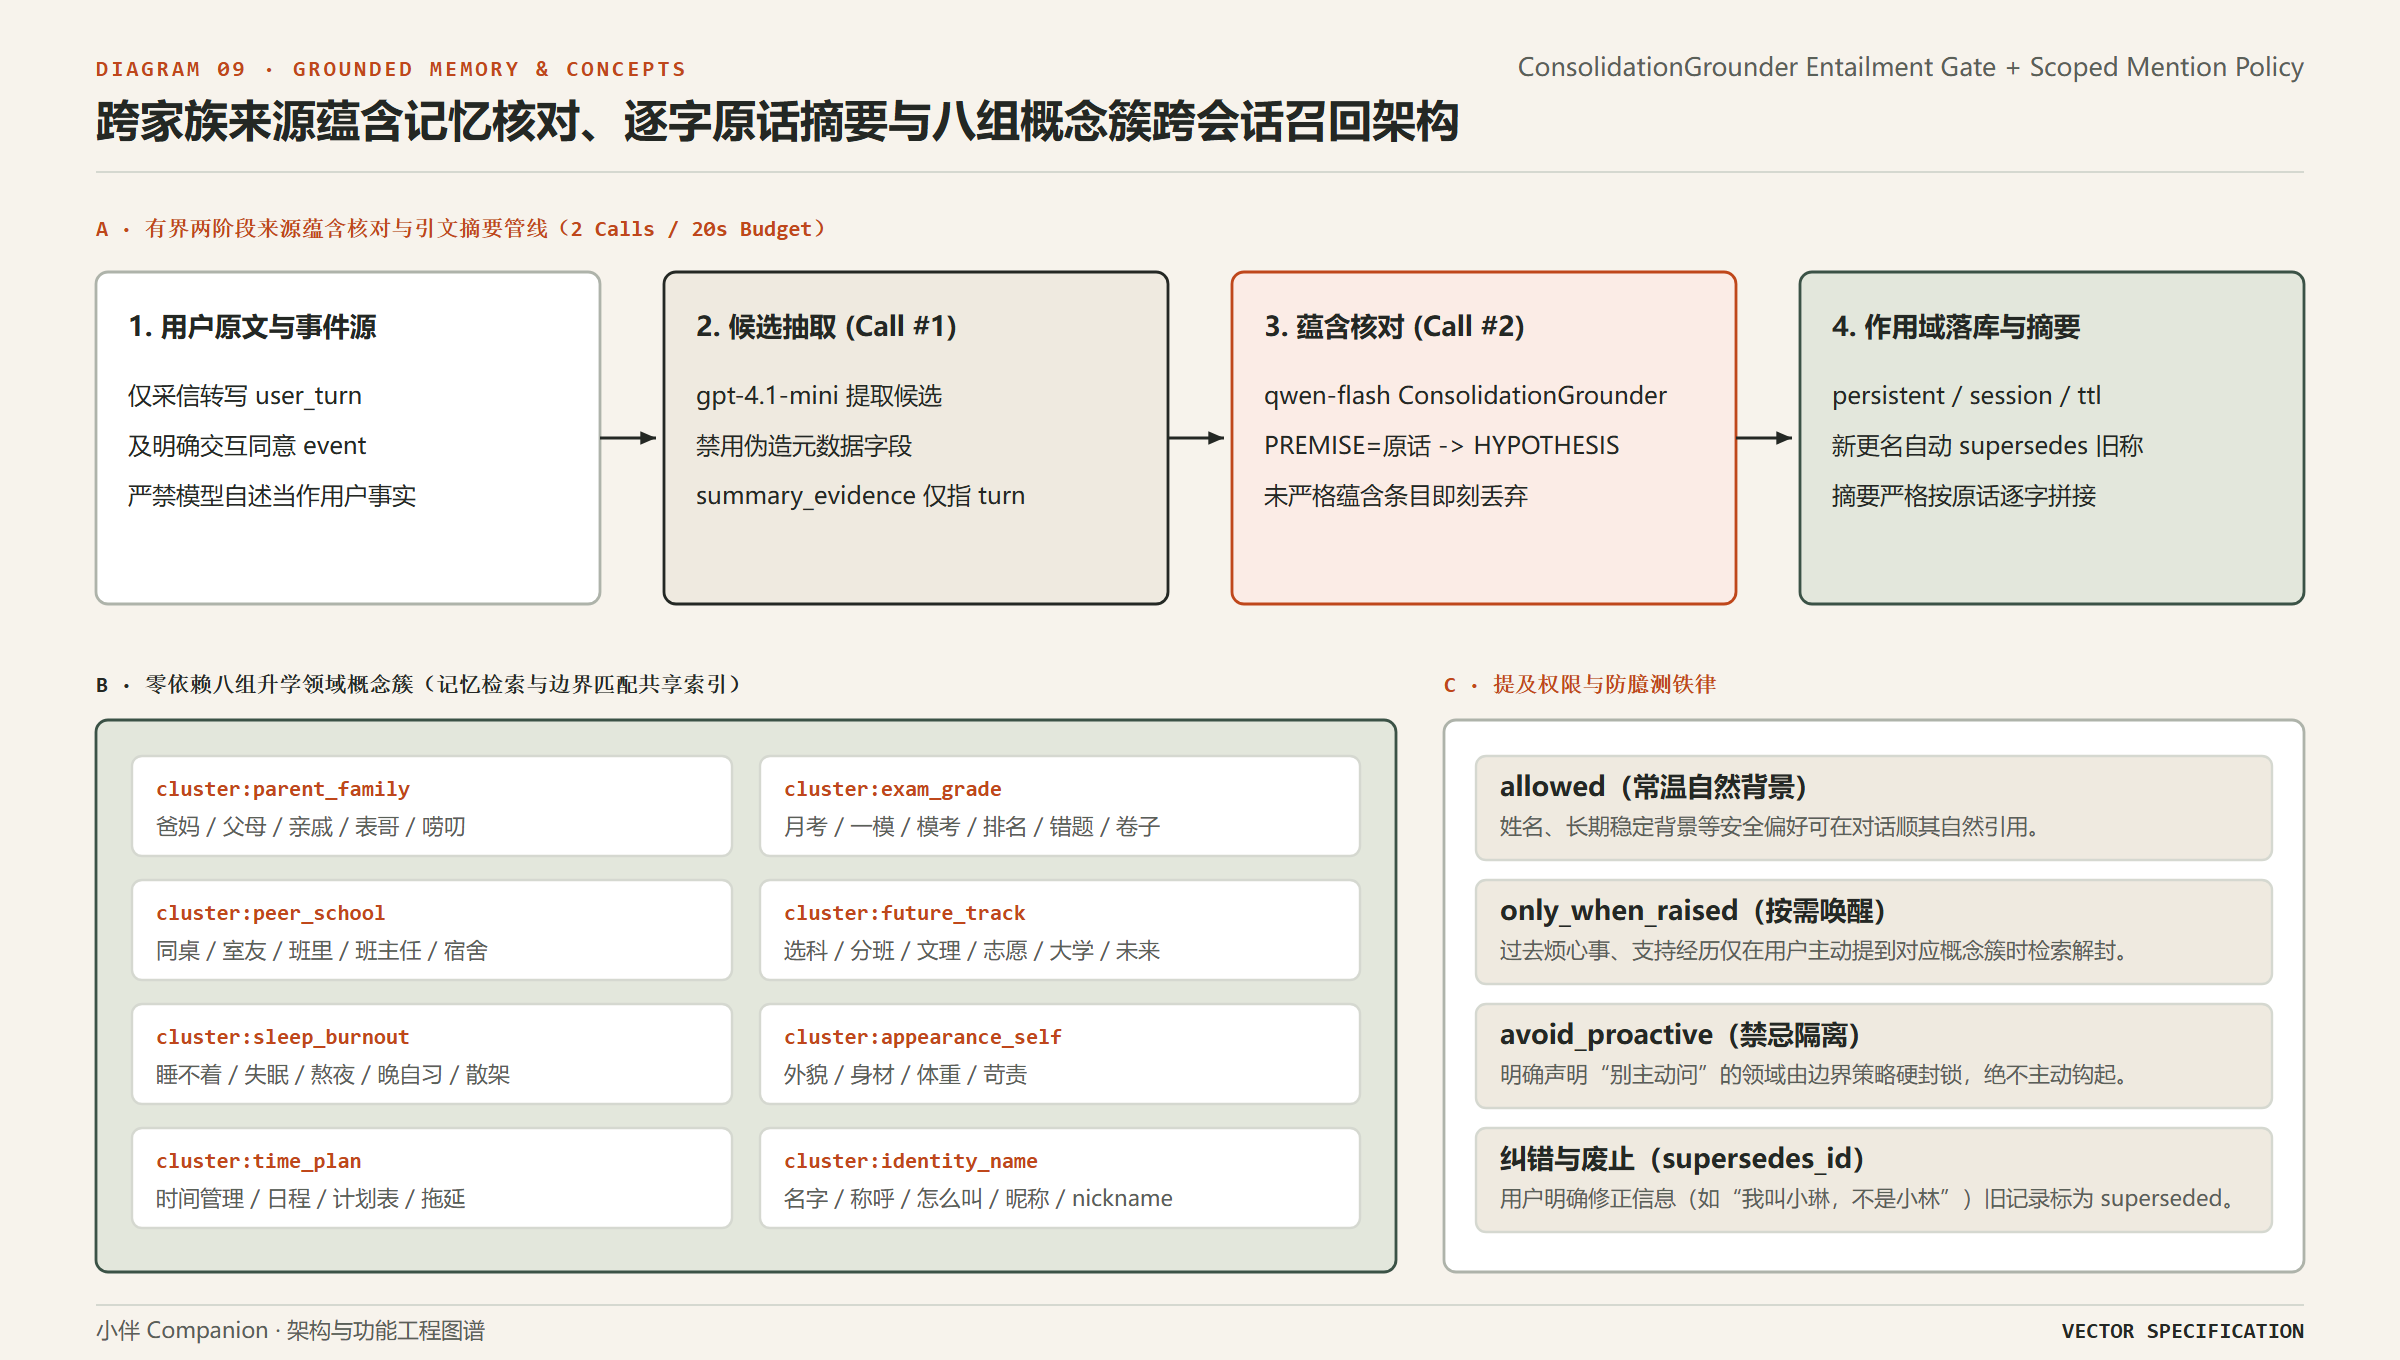 DIAGRAM 09 · GROUNDED MEMORY & CONCEPTS
ConsolidationGrounder Entailment Gate + Scoped Mention Policy
跨家族来源蕴含记忆核对、逐字原话摘要与八组概念簇跨会话召回架构
A · 有界两阶段来源蕴含核对与引文摘要管线（2 Calls / 20s Budget）
1. 用户原文与事件源
仅采信转写 user_turn
及明确交互同意 event
严禁模型自述当作用户事实
2. 候选抽取 (Call #1)
gpt-4.1-mini 提取候选
禁用伪造元数据字段
summary_evidence 仅指 turn
3. 蕴含核对 (Call #2)
qwen-flash ConsolidationGrounder
PREMISE=原话 -> HYPOTHESIS
未严格蕴含条目即刻丢弃
4. 作用域落库与摘要
persistent / session / ttl
新更名自动 supersedes 旧称
摘要严格按原话逐字拼接
B · 零依赖八组升学领域概念簇（记忆检索与边界匹配共享索引）
cluster:parent_family
爸妈 / 父母 / 亲戚 / 表哥 / 唠叨
cluster:exam_grade
月考 / 一模 / 模考 / 排名 / 错题 / 卷子
cluster:peer_school
同桌 / 室友 / 班里 / 班主任 / 宿舍
cluster:future_track
选科 / 分班 / 文理 / 志愿 / 大学 / 未来
cluster:sleep_burnout
睡不着 / 失眠 / 熬夜 / 晚自习 / 散架
cluster:appearance_self
外貌 / 身材 / 体重 / 苛责
cluster:time_plan
时间管理 / 日程 / 计划表 / 拖延
cluster:identity_name
名字 / 称呼 / 怎么叫 / 昵称 / nickname
C · 提及权限与防臆测铁律
allowed（常温自然背景）
姓名、长期稳定背景等安全偏好可在对话顺其自然引用。
only_when_raised（按需唤醒）
过去烦心事、支持经历仅在用户主动提到对应概念簇时检索解封。
avoid_proactive（禁忌隔离）
明确声明“别主动问”的领域由边界策略硬封锁，绝不主动钩起。
纠错与废止（supersedes_id）
用户明确修正信息（如“我叫小琳，不是小林”）旧记录标为 superseded。
小伴 Companion · 架构与功能工程图谱
VECTOR SPECIFICATION